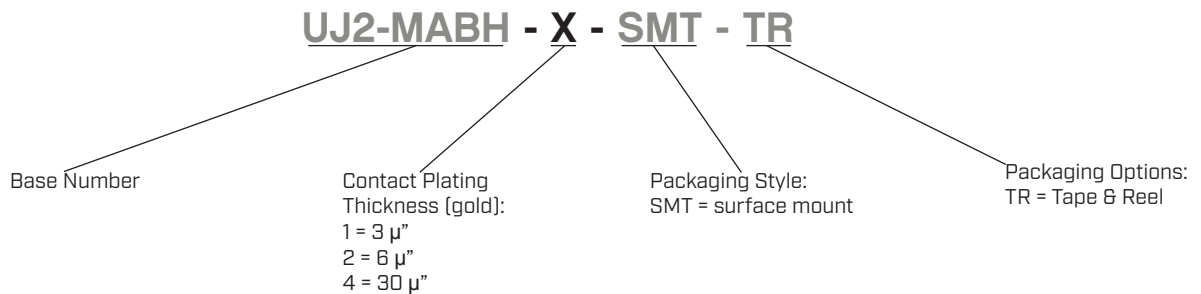 UJ2-MABH - X - SMT - TR
Base Number
Contact Plating
Thickness (gold):
1 = 3 µ”
2 = 6 µ”
4 = 30 µ”
Packaging Style:
SMT = surface mount
Packaging Options:
TR = Tape & Reel